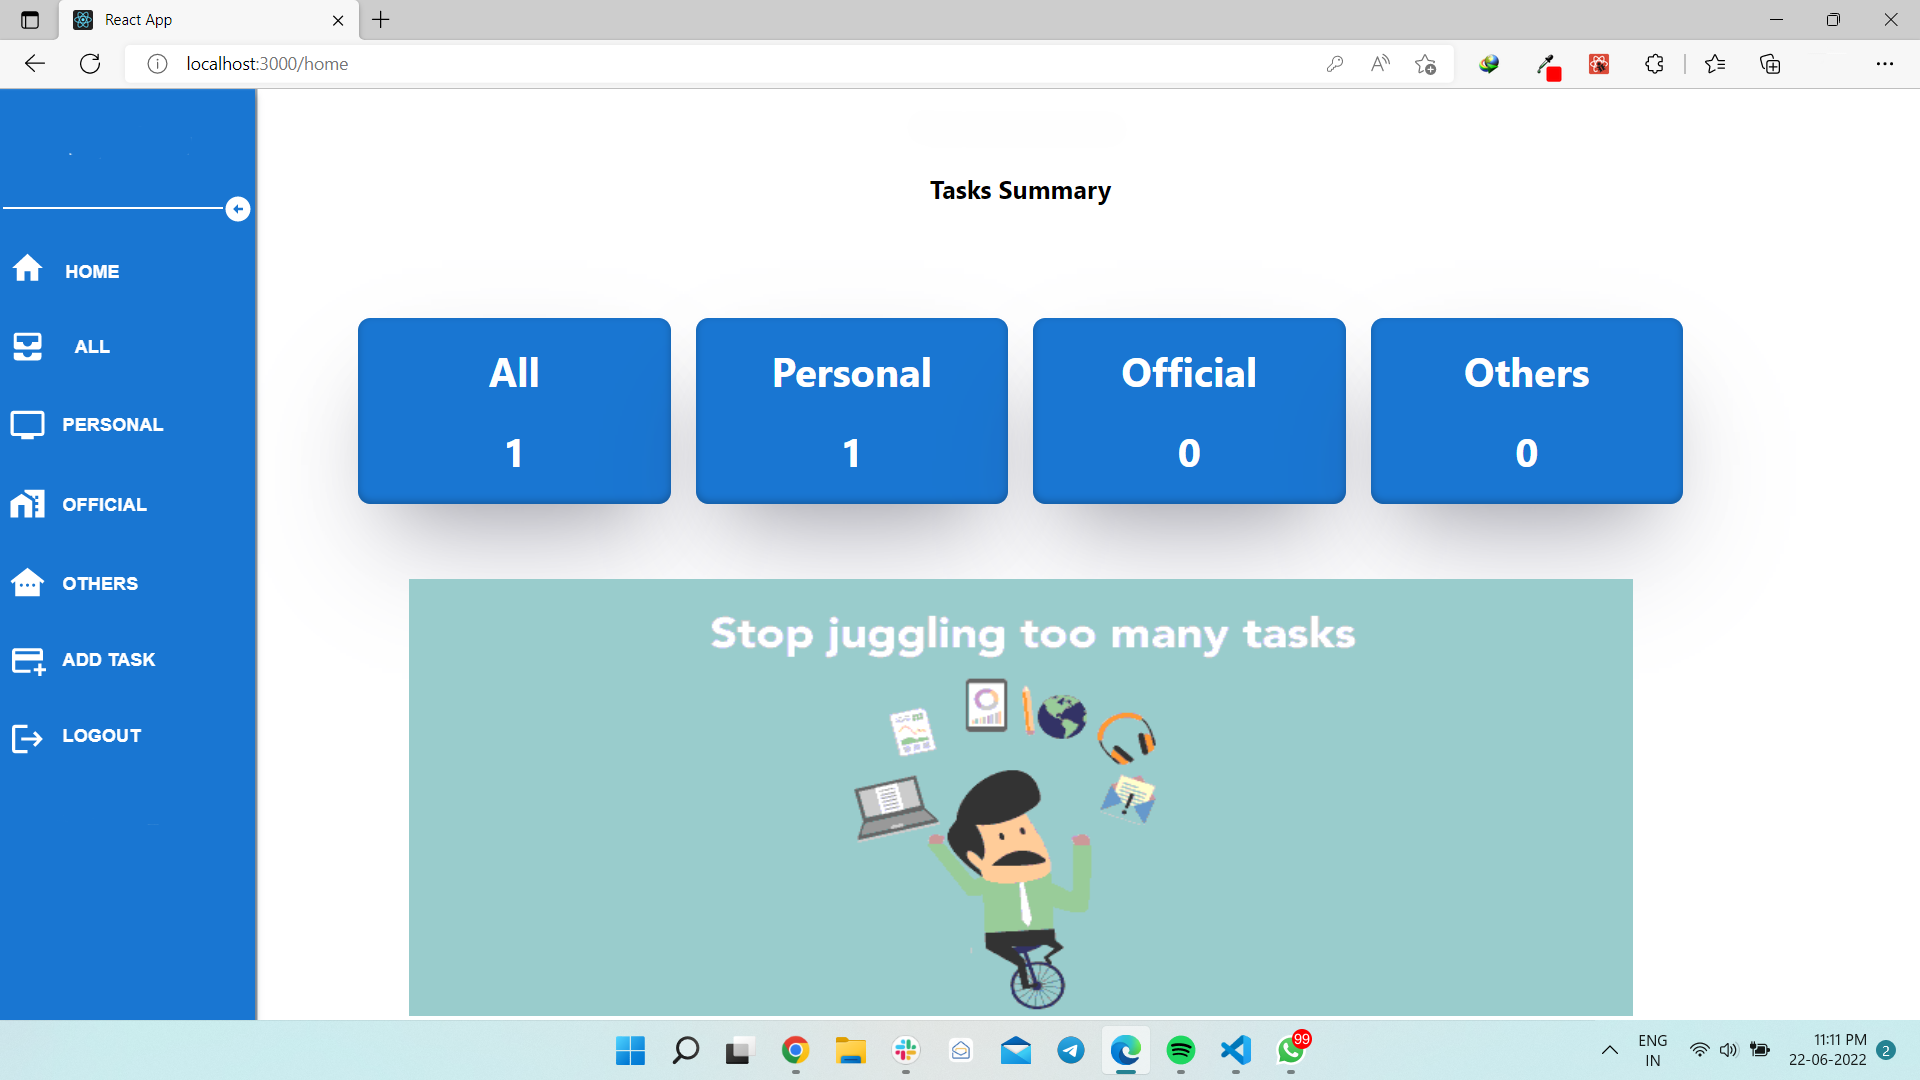 React App
localhost:3000/home
Tasks Summary
HOME
ALL
PERSONAL
OFFICIAL
OTHERS
ADD TASK
LOGOUT
All
1
Personal
1
Official
0
Others
0
Stop juggling too many tasks
99
ENG
IN
11:11 PM
22-06-2022
2